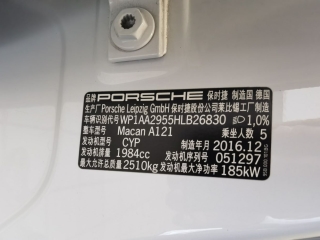 品牌 PORSCHE 保时捷 制造国 德国
生产厂 Porsche Leipzig GmbH 保时捷股份公司莱比锡工厂制造
车辆识别代号 WP1AA2955HLB26830 1,0%
整车型号 Macan A121 乘坐人数 5
发动机型号 CYP 制造年月 2016.12
发动机排量 1984cc 发动机序列号 051297
最大允许总质量 2510kg 发动机最大净功率 185kW